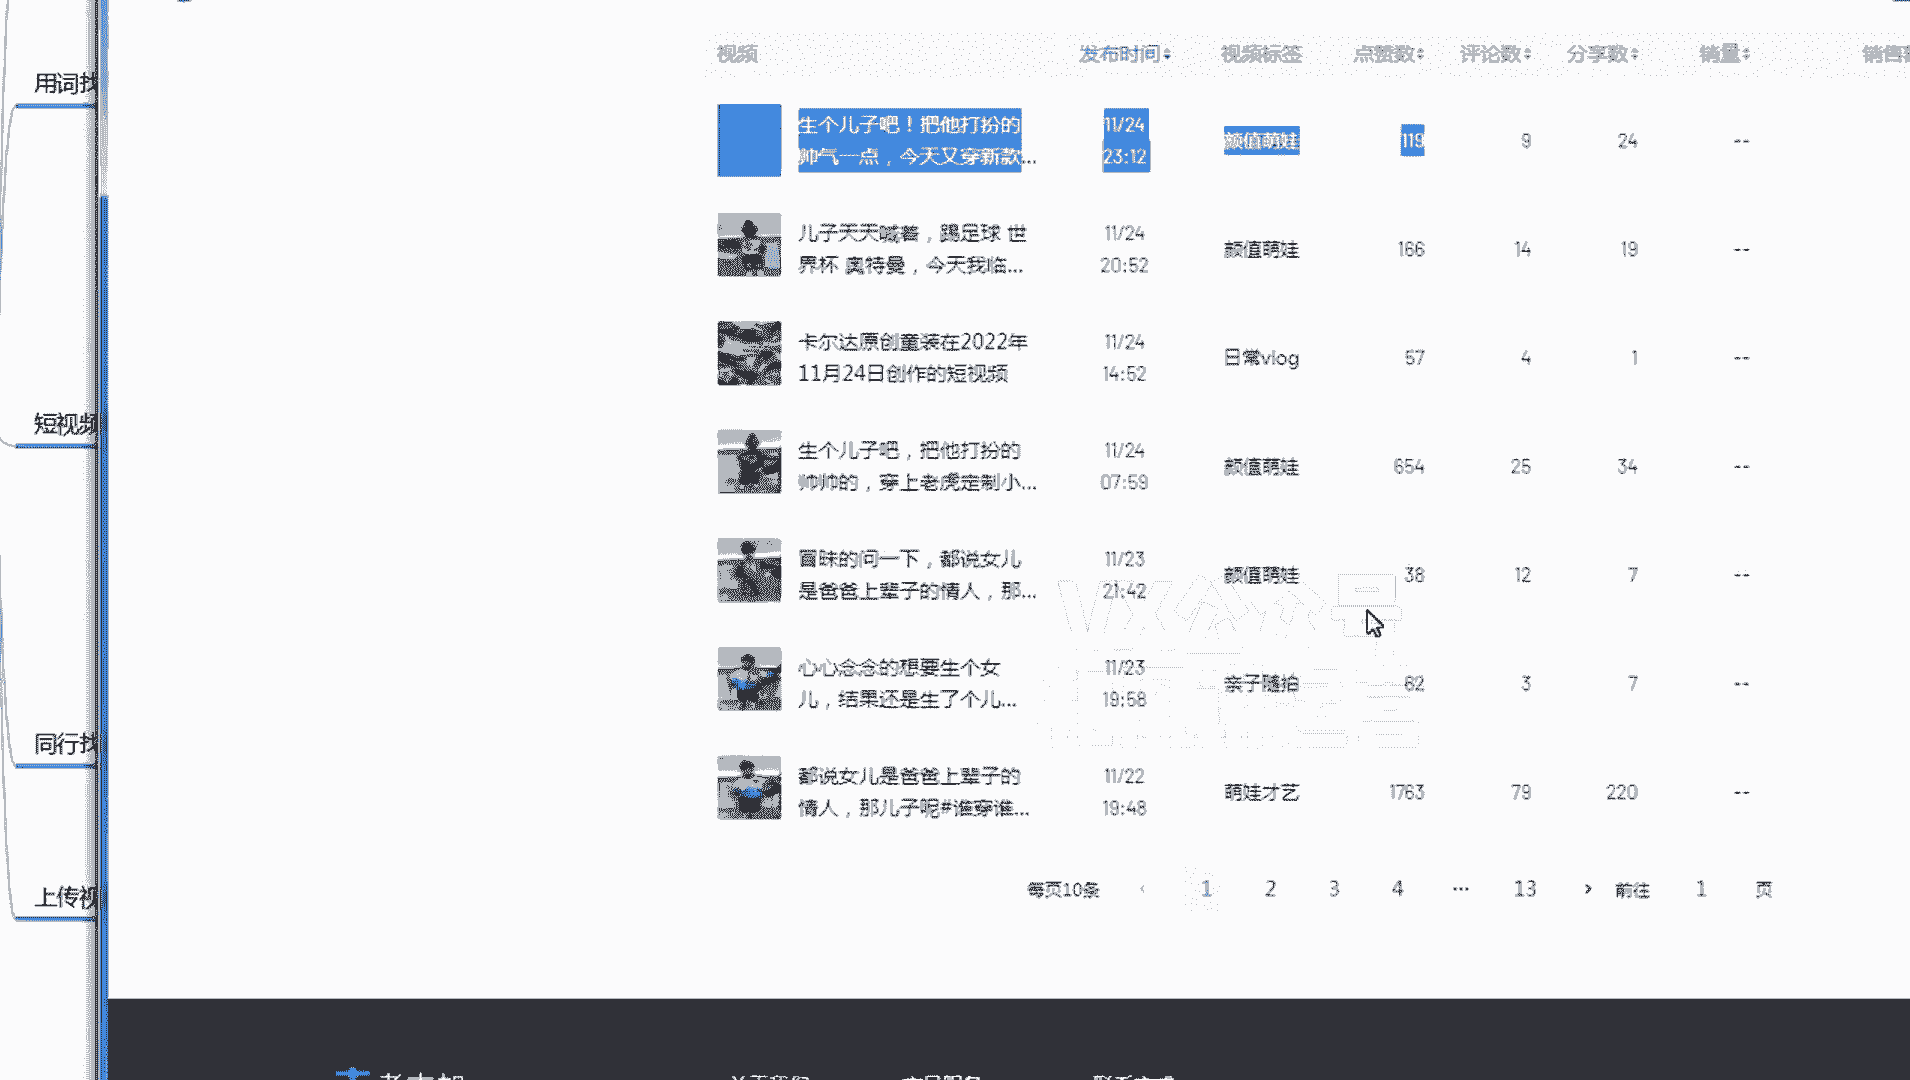 视频 发布时间 视频标签 点赞数 评论数 分享数 销量 销售
用词找
生个儿子吧！把他打扮的 11/24 颜值萌娃 119 9 24 --
帅气一点，今天又穿新款... 23:12
儿子天天喊着，踢足球 世 11/24 颜值萌娃 166 14 19 --
界杯 奥特曼，今天我临... 20:52
卡尔达原创童装在2022年 11/24 日常vlog 57 4 1 --
11月24日创作的短视频 14:52
短视频
生个儿子吧，把他打扮的 11/24 颜值萌娃 654 25 34 --
帅帅的，穿上老虎定制小... 07:59
冒昧的问一下，都说女儿 11/23 颜值萌娃 38 12 7 --
是爸爸上辈子的情人，那... 21:42
VX公众号
心心念念的想要生个女 11/23 亲子随拍 82 3 7 --
儿，结果还是生了个儿... 19:58
同行找
都说女儿是爸爸上辈子的 11/22 萌娃才艺 1763 79 220 --
情人，那儿子呢#谁穿谁... 19:48
每页10条 ‹ 1 2 3 4 ... 13 › 前往 1 页
上传视